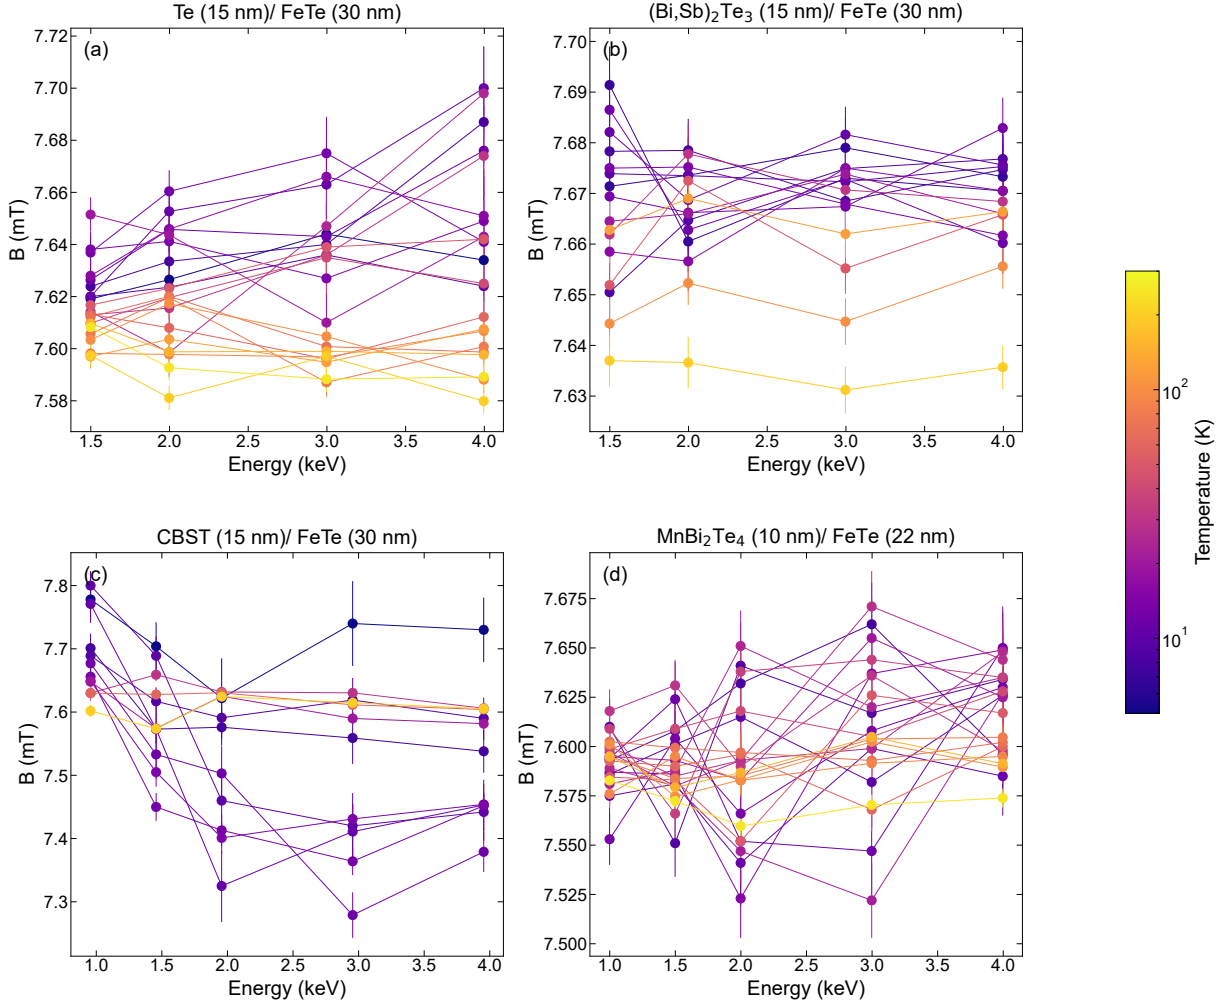 Te (15 nm)/ FeTe (30 nm)
(a)
7.72
7.70
7.68
7.66
7.64
7.62
7.60
7.58
B (mT)
1.5 2.0 2.5 3.0 3.5 4.0
Energy (keV)
(Bi,Sb)₂Te₃ (15 nm)/ FeTe (30 nm)
(b)
7.70
7.69
7.68
7.67
7.66
7.65
7.64
7.63
B (mT)
1.5 2.0 2.5 3.0 3.5 4.0
Energy (keV)
CBST (15 nm)/ FeTe (30 nm)
(c)
7.8
7.7
7.6
7.5
7.4
7.3
B (mT)
1.0 1.5 2.0 2.5 3.0 3.5 4.0
Energy (keV)
MnBi₂Te₄ (10 nm)/ FeTe (22 nm)
(d)
7.675
7.650
7.625
7.600
7.575
7.550
7.525
7.500
B (mT)
1.0 1.5 2.0 2.5 3.0 3.5 4.0
Energy (keV)
10²
10¹
Temperature (K)